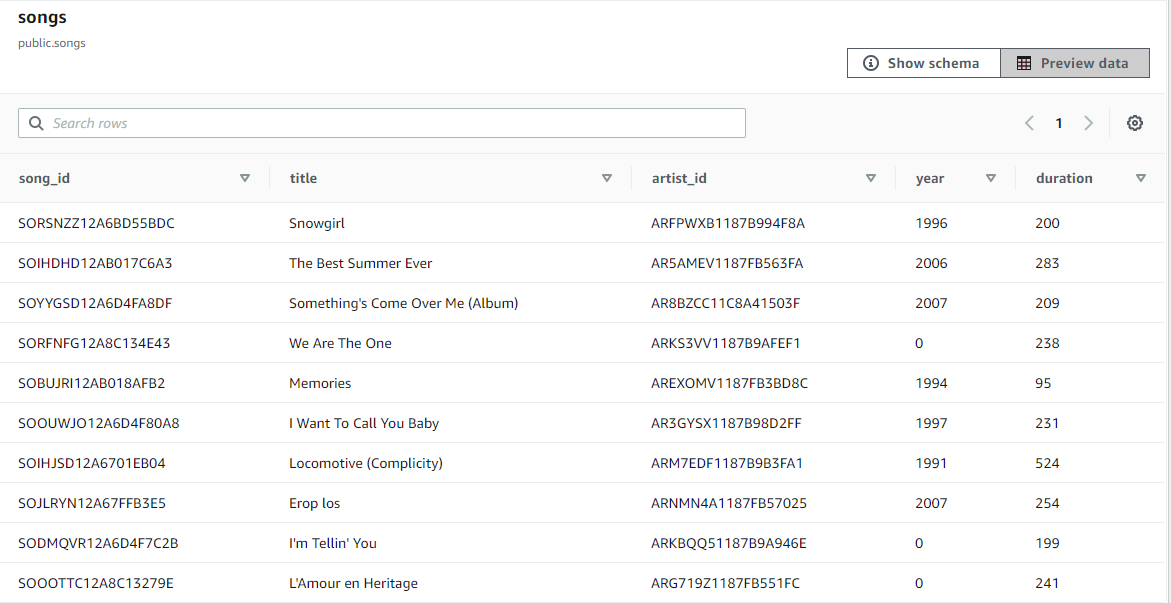 songs
public.songs
Show schema Preview data
Search rows 1
song_id title artist_id year duration
SORSNZZ12A6BD55BDC Snowgirl ARFPWXB1187B994F8A 1996 200
SOIHDHD12AB017C6A3 The Best Summer Ever AR5AMEV1187FB563FA 2006 283
SOYYGSD12A6D4FA8DF Something's Come Over Me (Album) AR8BZCC11C8A41503F 2007 209
SORFNFG12A8C134E43 We Are The One ARKS3VV1187B9AFEF1 0 238
SOBUJRI12AB018AFB2 Memories AREXOMV1187FB3BD8C 1994 95
SOOUWJO12A6D4F80A8 I Want To Call You Baby AR3GYSX1187B98D2FF 1997 231
SOIHJSD12A6701EB04 Locomotive (Complicity) ARM7EDF1187B9B3FA1 1991 524
SOJLRYN12A67FFB3E5 Erop los ARNMN4A1187FB57025 2007 254
SODMQVR12A6D4F7C2B I'm Tellin' You ARKBQQ51187B9A946E 0 199
SOOOTTC12A8C13279E L'Amour en Heritage ARG719Z1187FB551FC 0 241